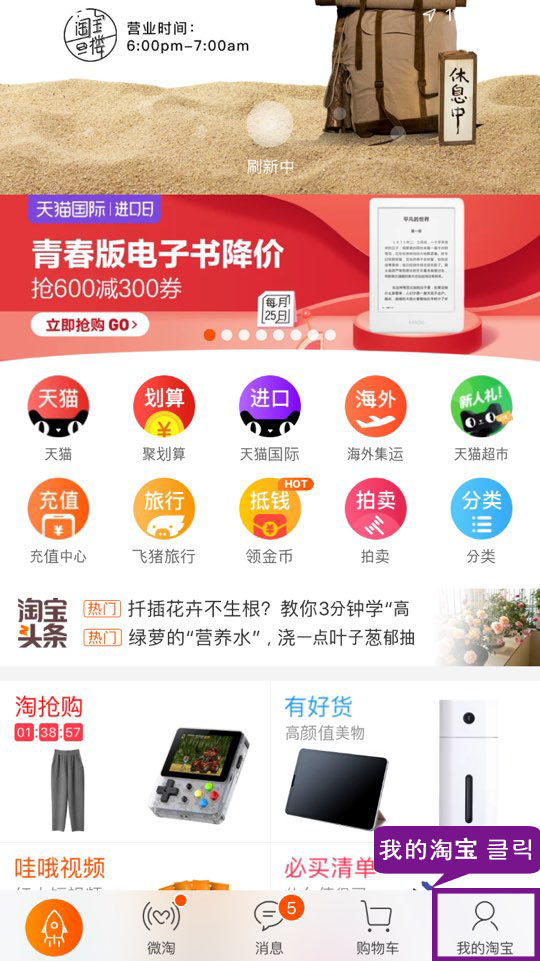 淘宝
二楼
营业时间：
6:00pm-7:00am
休息中
刷新中
天猫国际|进口日
青春版电子书降价
抢600减300券
立即抢购 GO >
每月
25日
平凡的世界
kindle
天猫
划算
进口
海外
新人礼!
天猫
聚划算
天猫国际
海外集运
天猫超市
充值
旅行
抵钱
HOT
拍卖
分类
充值中心
飞猪旅行
领金币
拍卖
分类
淘宝
头条
热门 扦插花卉不生根？教你3分钟学“高
热门 绿萝的“营养水”，浇一点叶子葱郁抽
淘抢购
01:38:57
有好货
高颜值美物
哇哦视频
必买清单
我的淘宝 클릭
5
微淘
消息
购物车
我的淘宝